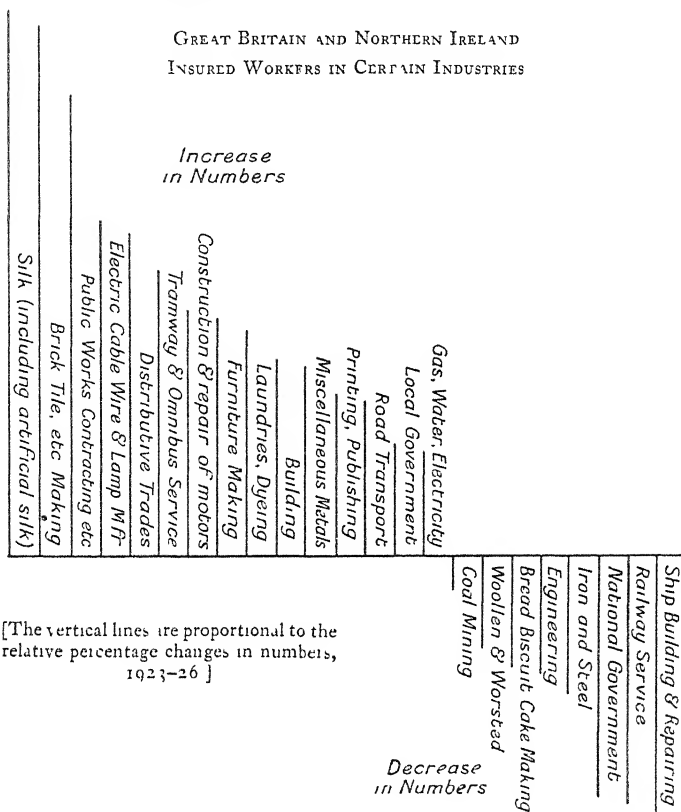 GREAT BRITAIN AND NORTHERN IRELAND
INSURED WORKERS IN CERTAIN INDUSTRIES
Increase
in Numbers
Silk (including artificial silk)
Brick Tile, etc Making
Public Works Contracting etc
Electric Cable Wire & Lamp Mfr
Distributive Trades
Tramway & Omnibus Service
Construction & repair of motors
Furniture Making
Laundries, Dyeing
Building
Miscellaneous Metals
Printing, Publishing
Road Transport
Local Government
Gas, Water, Electricity
Coal Mining
Woollen & Worsted
Bread Biscuit Cake Making
Engineering
Iron and Steel
National Government
Railway Service
Ship Building & Repairing
[The vertical lines are proportional to the
relative percentage changes in numbers,
1923–26 ]
Decrease
in Numbers